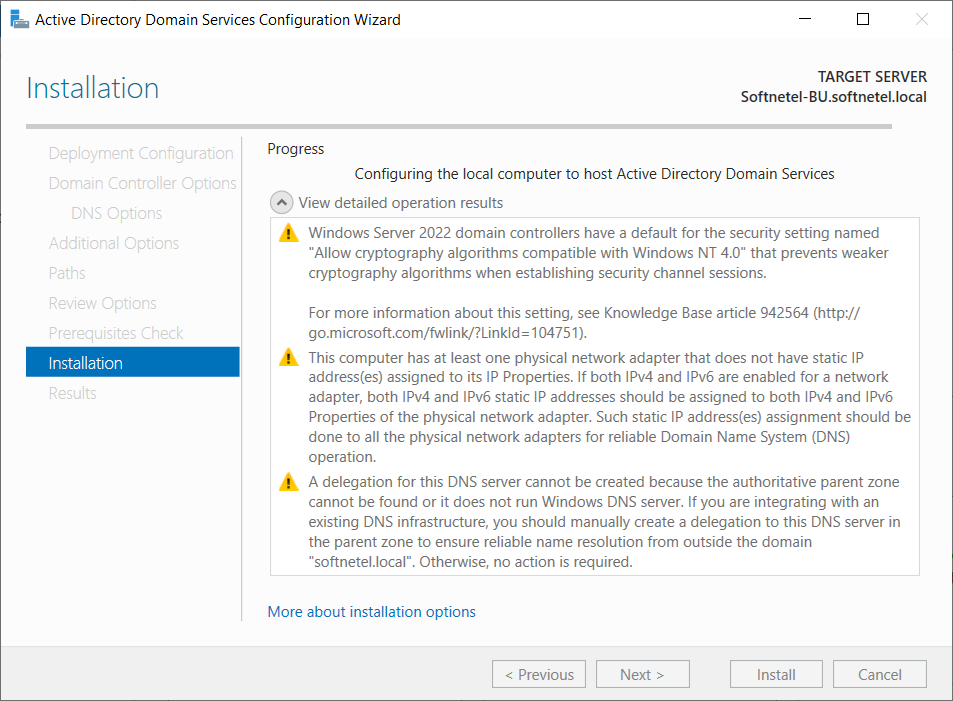 Active Directory Domain Services Configuration Wizard
Installation
TARGET SERVER
Softnetel-BU.softnetel.local
Deployment Configuration
Domain Controller Options
DNS Options
Additional Options
Paths
Review Options
Prerequisites Check
Installation
Results
Progress
Configuring the local computer to host Active Directory Domain Services
View detailed operation results
Windows Server 2022 domain controllers have a default for the security setting named
"Allow cryptography algorithms compatible with Windows NT 4.0" that prevents weaker
cryptography algorithms when establishing security channel sessions.
For more information about this setting, see Knowledge Base article 942564 (http://
go.microsoft.com/fwlink/?LinkId=104751).
This computer has at least one physical network adapter that does not have static IP
address(es) assigned to its IP Properties. If both IPv4 and IPv6 are enabled for a network
adapter, both IPv4 and IPv6 static IP addresses should be assigned to both IPv4 and IPv6
Properties of the physical network adapter. Such static IP address(es) assignment should be
done to all the physical network adapters for reliable Domain Name System (DNS)
operation.
A delegation for this DNS server cannot be created because the authoritative parent zone
cannot be found or it does not run Windows DNS server. If you are integrating with an
existing DNS infrastructure, you should manually create a delegation to this DNS server in
the parent zone to ensure reliable name resolution from outside the domain
"softnetel.local". Otherwise, no action is required.
More about installation options
< Previous
Next >
Install
Cancel